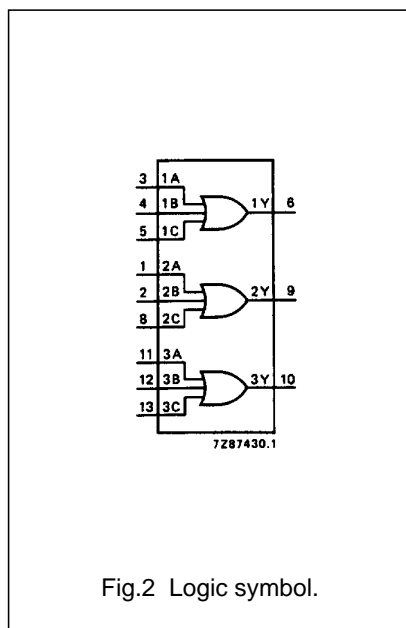 3 1A
4 1B 1Y 6
5 1C
1 2A
2 2B 2Y 9
8 2C
11 3A
12 3B 3Y 10
13 3C
7Z87430.1
Fig.2 Logic symbol.